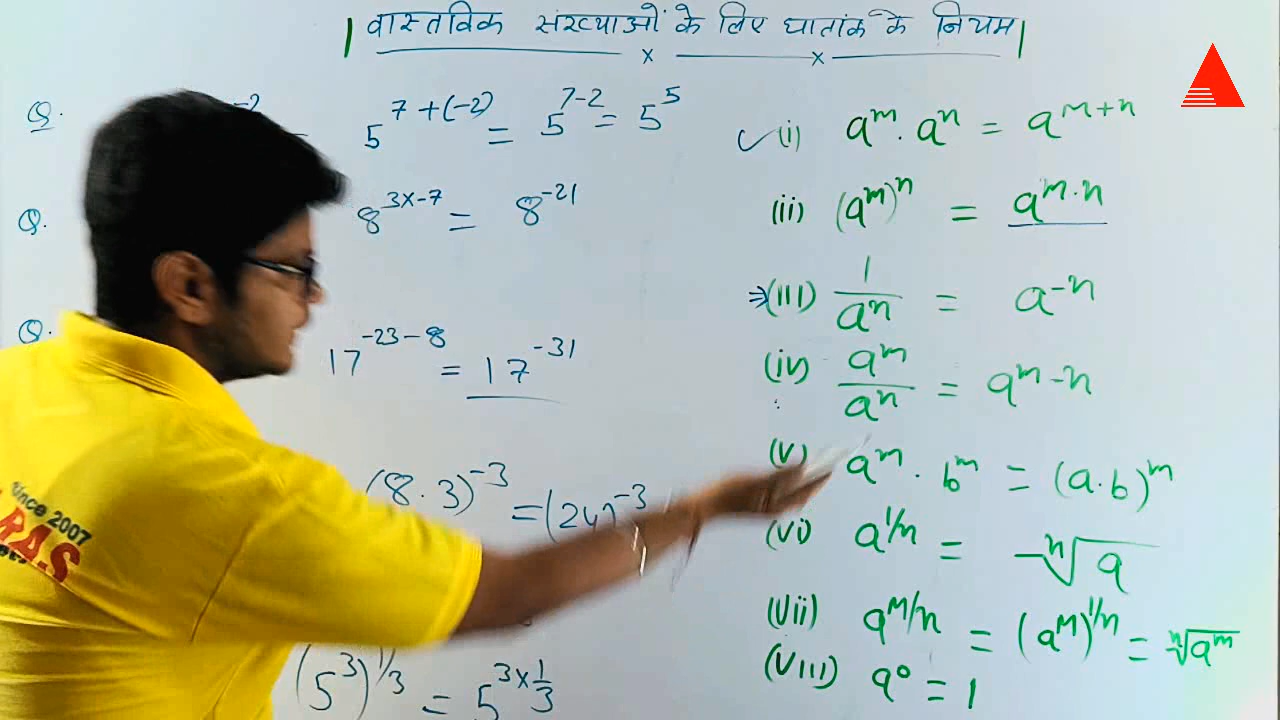 वास्तविक संख्याओं के लिए घातांक के नियम
Q. -2 5^{7+(-2)} = 5^{7-2} = 5^5
Q. 8^{3×-7} = 8^{-21}
Q. 17^{-23-8} = 17^{-31}
(8.3)^{-3} = (24)^{-3}
(5^3)^{1/3} = 5^{3×1/3}
(i) a^m . a^n = a^{m+n}
(ii) (a^m)^n = a^{m.n}
⇒(iii) 1/a^n = a^{-n}
(iv) a^m/a^n = a^{m-n}
(v) a^m . b^m = (a.b)^m
(vi) a^{1/n} = ⁿ√a
(vii) a^{m/n} = (a^m)^{1/n} = ⁿ√a^m
(viii) a^0 = 1
Since 2007